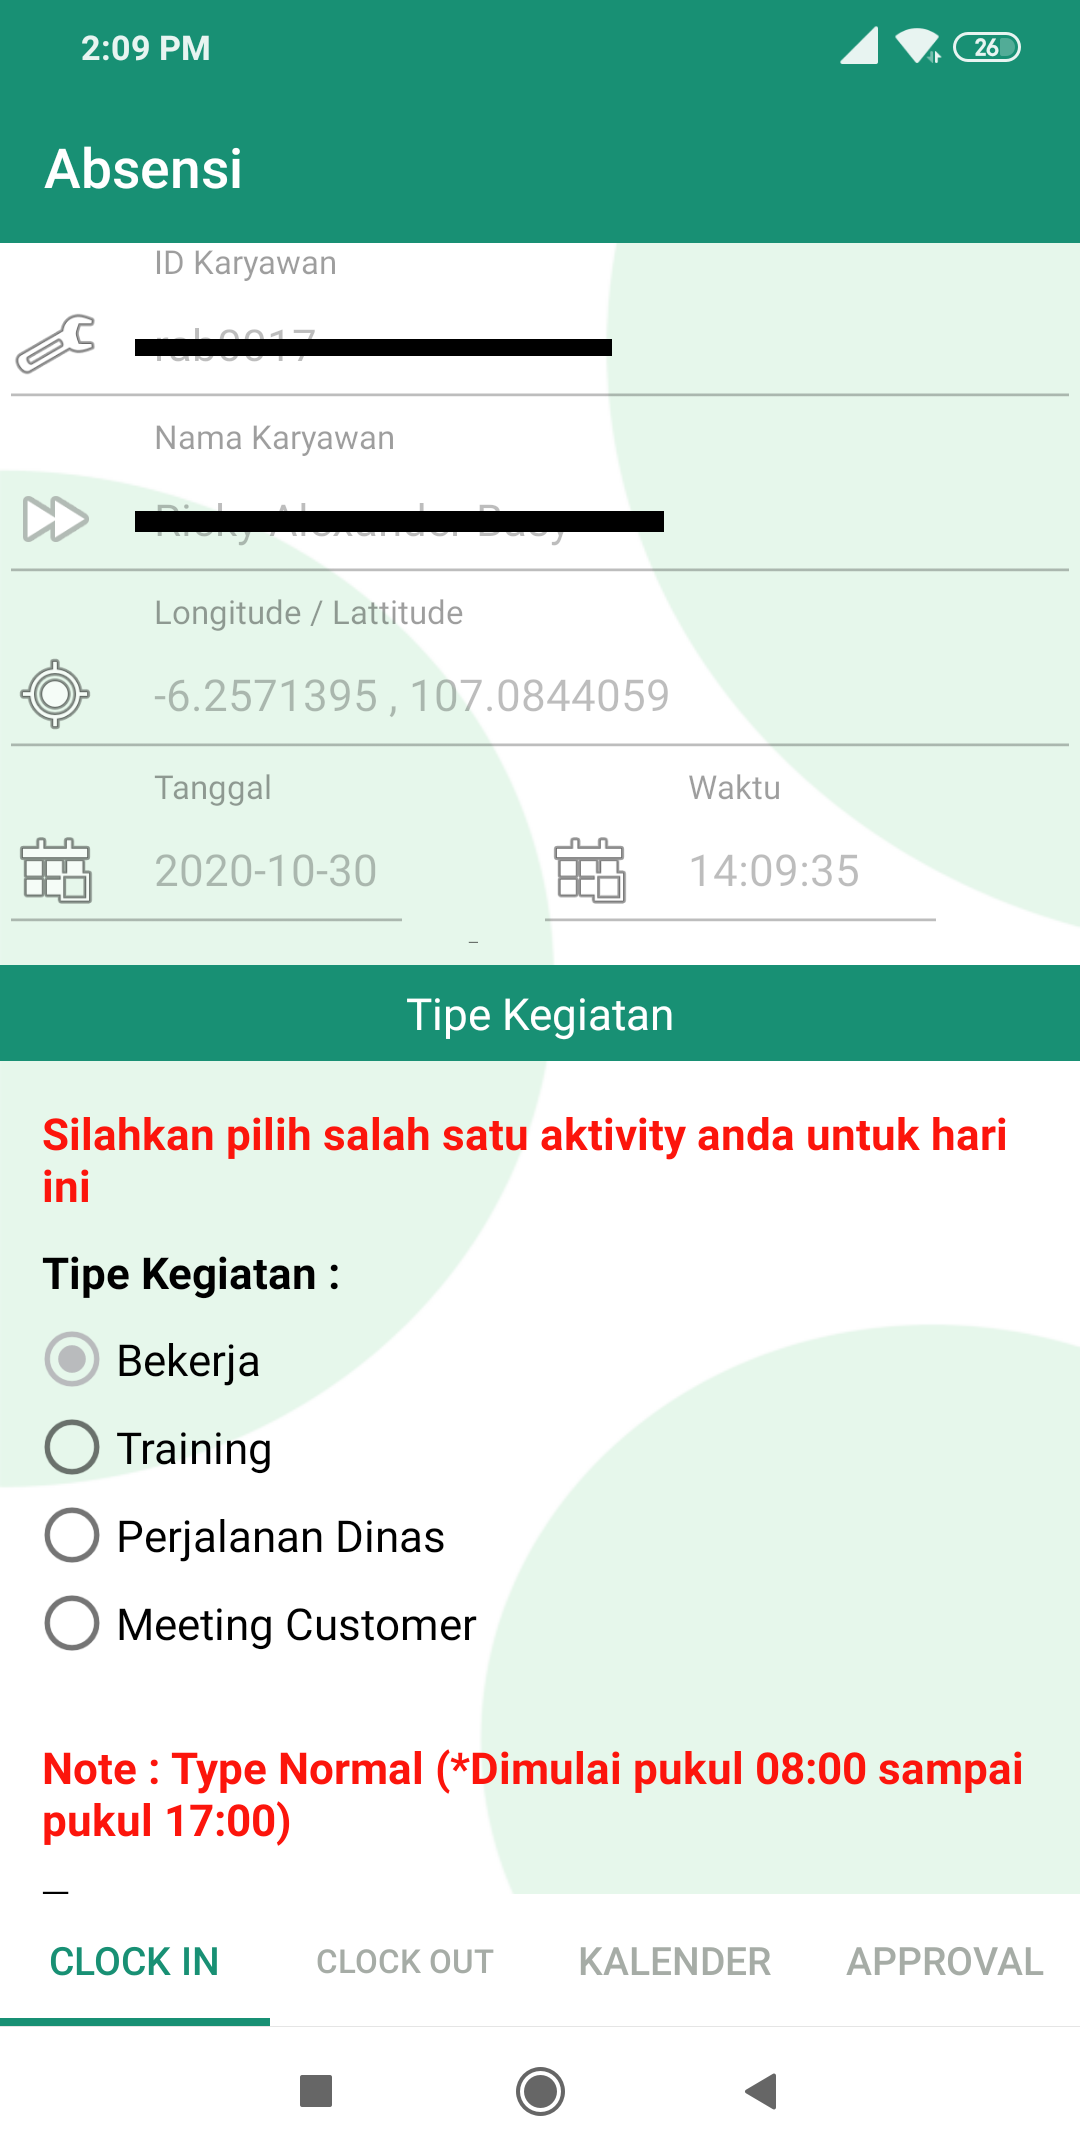 2:09 PM
26
Absensi
ID Karyawan
Nama Karyawan
Longitude / Lattitude
-6.2571395 , 107.0844059
Tanggal
Waktu
2020-10-30
14:09:35
Tipe Kegiatan
Silahkan pilih salah satu aktivity anda untuk hari
ini
Tipe Kegiatan :
Bekerja
Training
Perjalanan Dinas
Meeting Customer
Note : Type Normal (*Dimulai pukul 08:00 sampai
pukul 17:00)
CLOCK IN
CLOCK OUT
KALENDER
APPROVAL